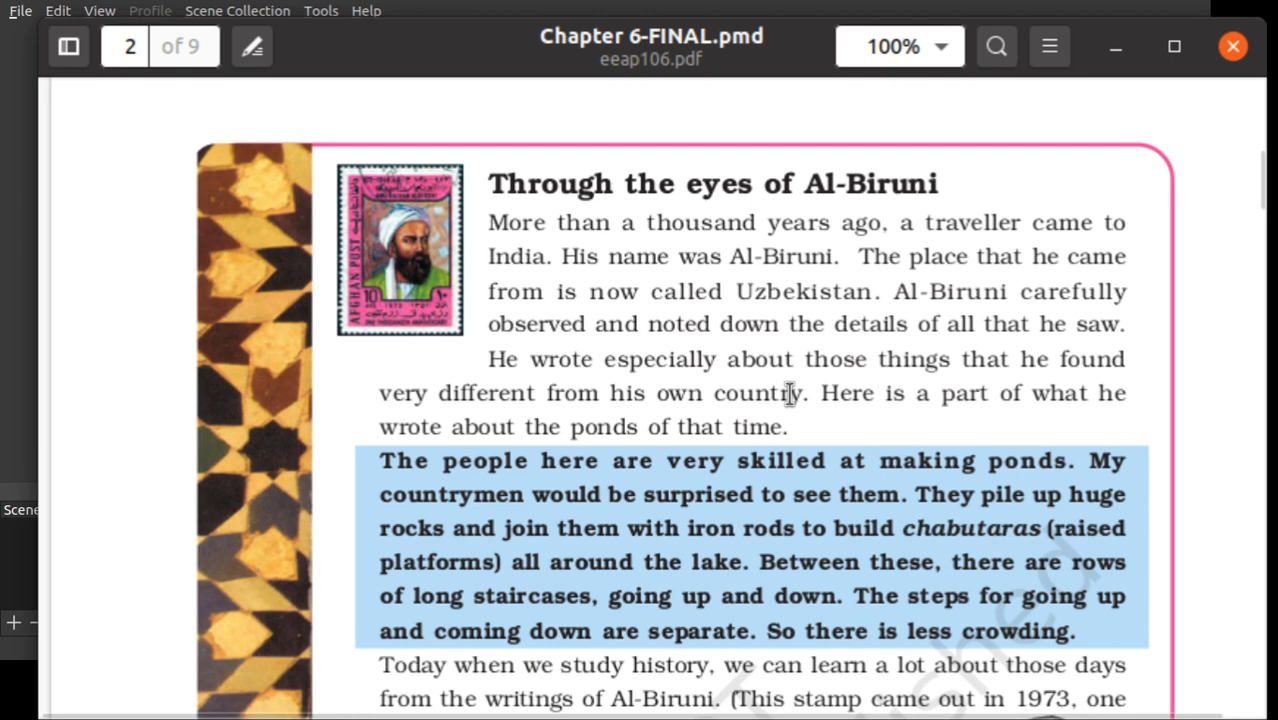 File Edit View Profile Scene Collection Tools Help
2 of 9
Chapter 6-FINAL.pmd
eeap106.pdf
100%
Through the eyes of Al-Biruni
More than a thousand years ago, a traveller came to
India. His name was Al-Biruni. The place that he came
from is now called Uzbekistan. Al-Biruni carefully
observed and noted down the details of all that he saw.
He wrote especially about those things that he found
very different from his own country. Here is a part of what he
wrote about the ponds of that time.
The people here are very skilled at making ponds. My
countrymen would be surprised to see them. They pile up huge
rocks and join them with iron rods to build chabutaras (raised
platforms) all around the lake. Between these, there are rows
of long staircases, going up and down. The steps for going up
and coming down are separate. So there is less crowding.
Today when we study history, we can learn a lot about those days
from the writings of Al-Biruni. (This stamp came out in 1973, one
AFGHAN POST
10
Scene